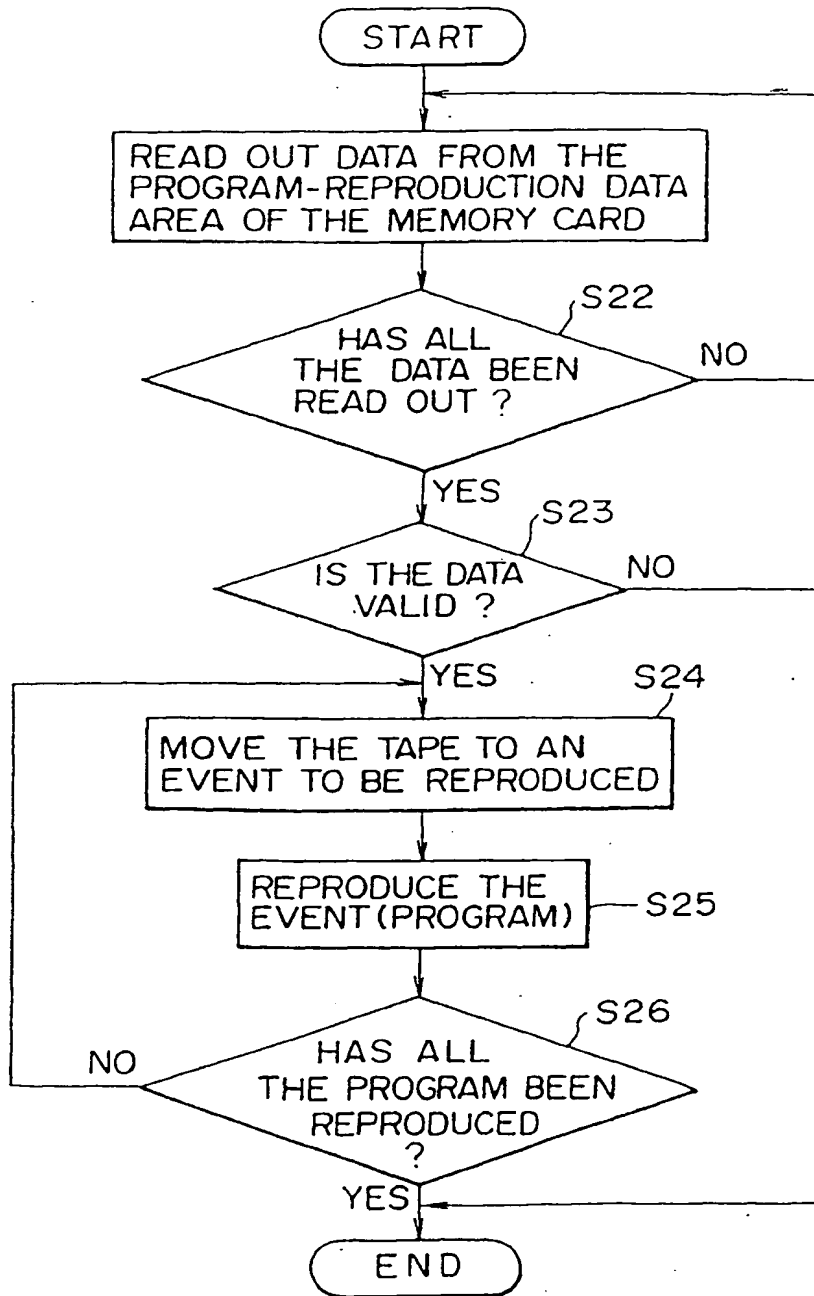 START
READ OUT DATA FROM THE
PROGRAM-REPRODUCTION DATA
AREA OF THE MEMORY CARD
S22
HAS ALL
THE DATA BEEN
READ OUT ?
NO
YES
S23
IS THE DATA
VALID ?
NO
YES
S24
MOVE THE TAPE TO AN
EVENT TO BE REPRODUCED
REPRODUCE THE
EVENT (PROGRAM)
S25
S26
HAS ALL
THE PROGRAM BEEN
REPRODUCED
?
NO
YES
END